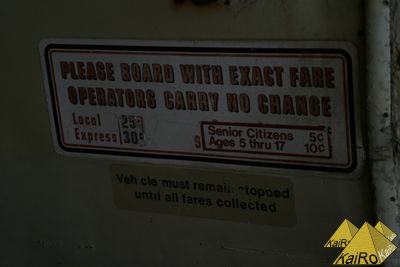 PLEASE BOARD WITH EXACT FARE
OPERATORS CARRY NO CHANGE
Local 25¢
Express 30¢
Senior Citizens 5¢
Ages 5 thru 17 10¢
Vehicle must remain stopped
until all fares collected
KaiRo